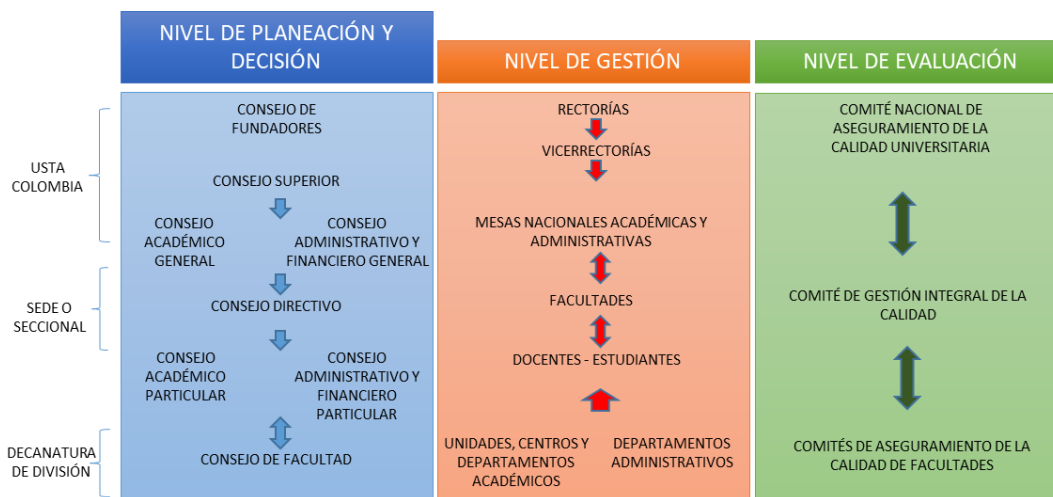 NIVEL DE PLANEACIÓN Y
DECISIÓN
NIVEL DE GESTIÓN
NIVEL DE EVALUACIÓN
USTA
COLOMBIA
SEDE O
SECCIONAL
DECANATURA
DE DIVISIÓN
CONSEJO DE
FUNDADORES
CONSEJO SUPERIOR
CONSEJO
ACADÉMICO
GENERAL
CONSEJO
ADMINISTRATIVO Y
FINANCIERO GENERAL
CONSEJO DIRECTIVO
CONSEJO
ACADÉMICO
PARTICULAR
CONSEJO
ADMINISTRATIVO Y
FINANCIERO
PARTICULAR
CONSEJO DE FACULTAD
RECTORÍAS
VICERRECTORÍAS
MESAS NACIONALES ACADÉMICAS Y
ADMINISTRATIVAS
FACULTADES
DOCENTES - ESTUDIANTES
UNIDADES, CENTROS Y
DEPARTAMENTOS
ACADÉMICOS
DEPARTAMENTOS
ADMINISTRATIVOS
COMITÉ NACIONAL DE
ASEGURAMIENTO DE LA
CALIDAD UNIVERSITARIA
COMITÉ DE GESTIÓN INTEGRAL DE LA
CALIDAD
COMITÉS DE ASEGURAMIENTO DE LA
CALIDAD DE FACULTADES